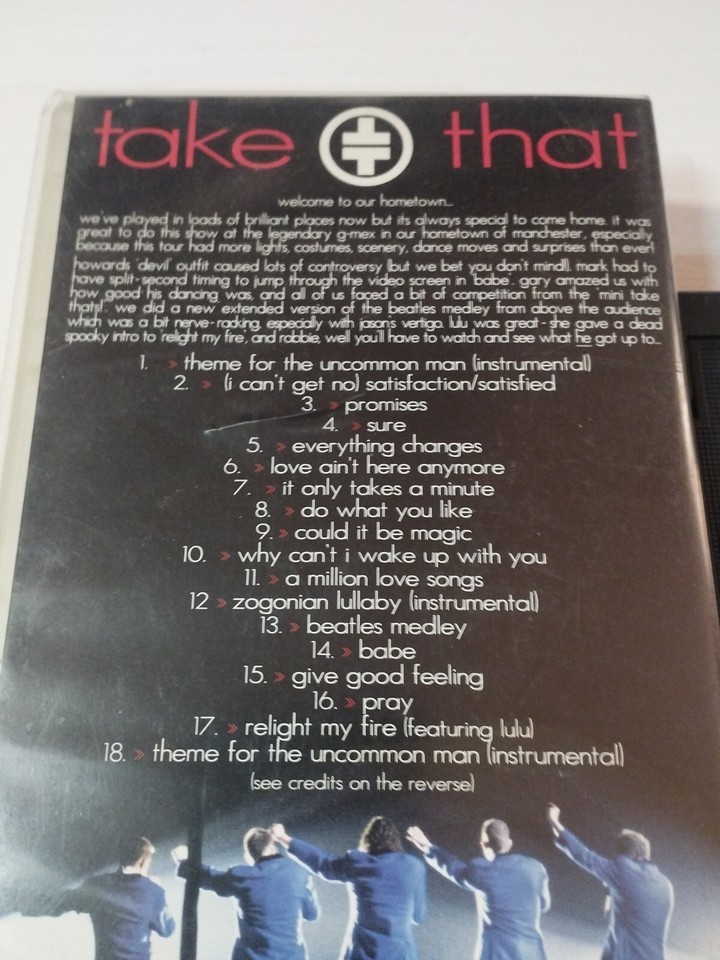 take that
welcome to our hometown...
we've played in loads of brilliant places now but its always special to come home. it was
great to do this show at the legendary g-mex in our hometown of manchester, especially
because this tour had more lights, costumes, scenery, dance moves and surprises than ever!
howards 'devil' outfit caused lots of controversy (but we bet you don't mind!). mark had to
have split-second timing to jump through the video screen in 'babe'. gary amazed us with
how good his dancing was, and all of us faced a bit of competition from the 'mini take
thats'. we did a new extended version of the beatles medley from above the audience
which was a bit nerve-racking, especially with jason's vertigo. lulu was great - she gave a dead
spooky intro to 'relight my fire', and robbie, well you'll have to watch and see what he got up to...
1. » theme for the uncommon man (instrumental)
2. » (i can't get no) satisfaction/satisfied
3. » promises
4. » sure
5. » everything changes
6. » love ain't here anymore
7. » it only takes a minute
8. » do what you like
9. » could it be magic
10. » why can't i wake up with you
11. » a million love songs
12 » zogonian lullaby (instrumental)
13. » beatles medley
14. » babe
15. » give good feeling
16. » pray
17. » relight my fire (featuring lulu)
18. » theme for the uncommon man (instrumental)
(see credits on the reverse)